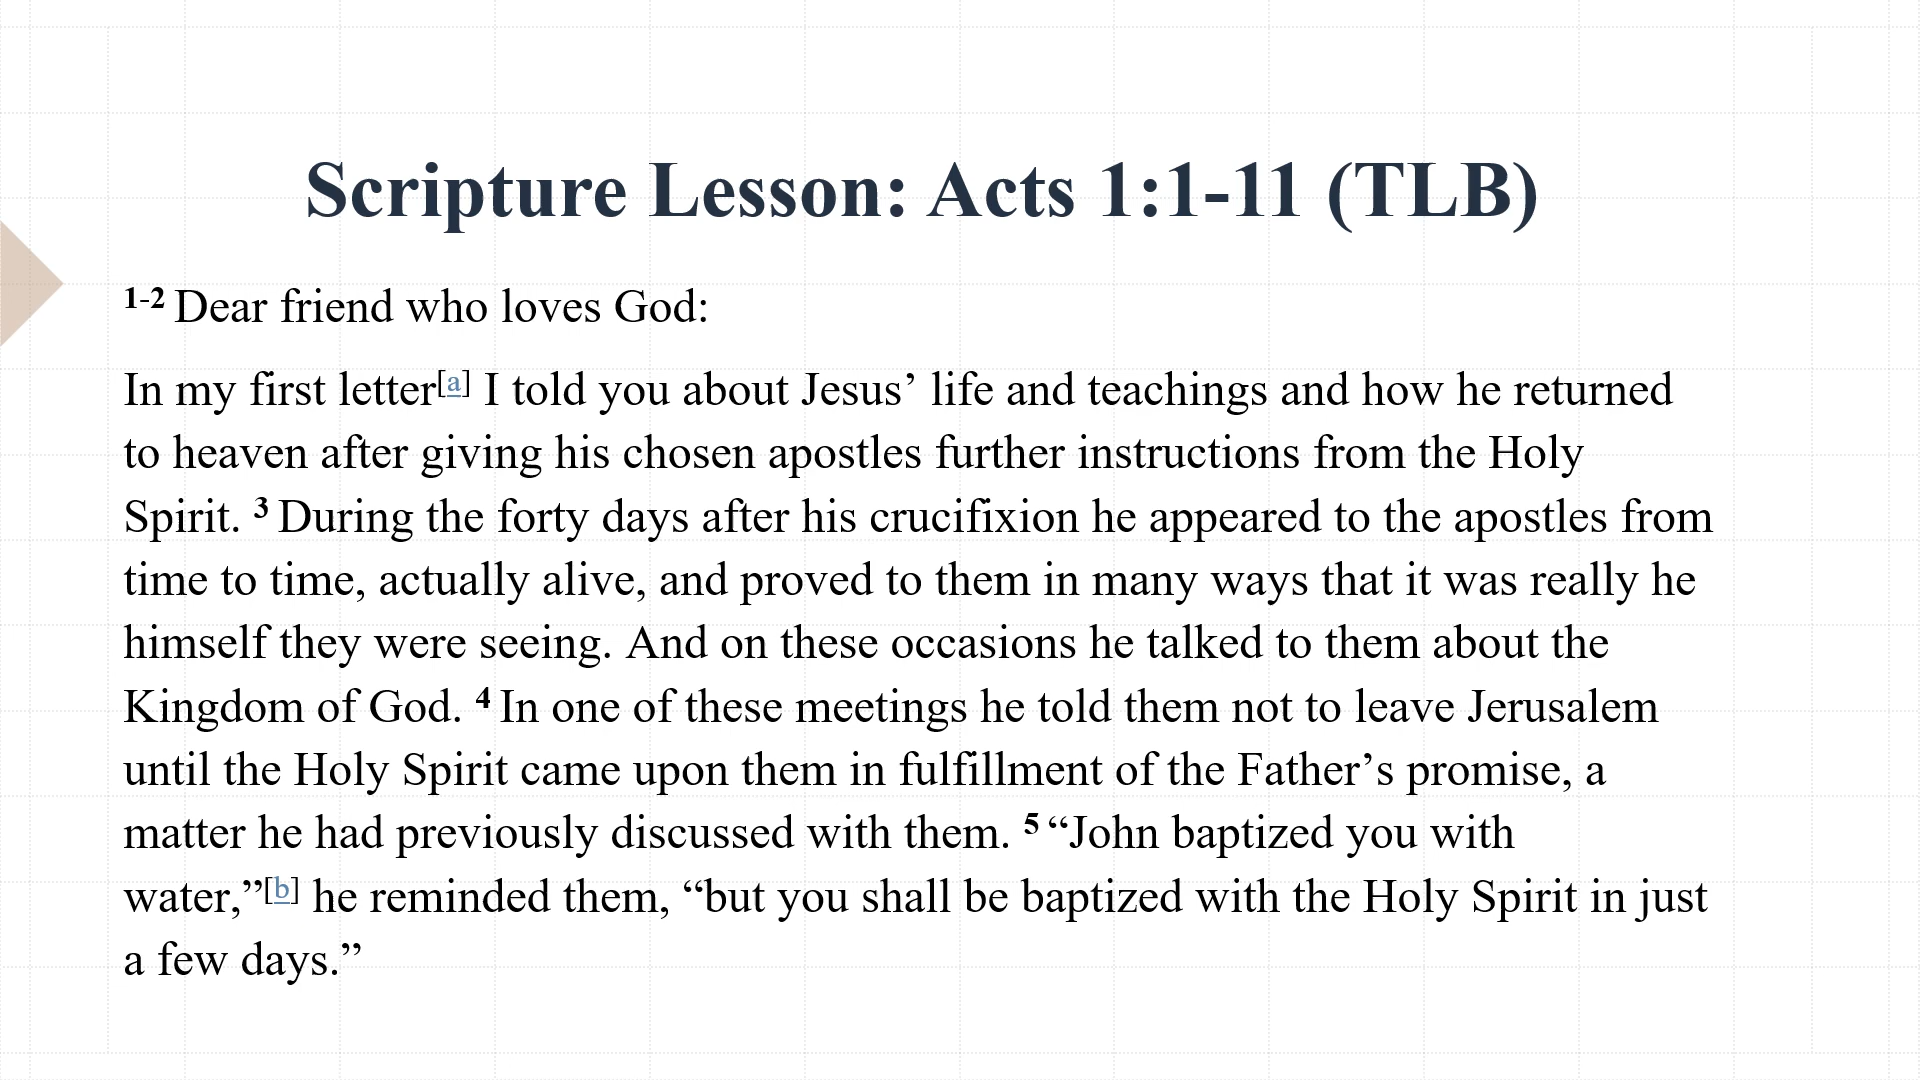 Scripture Lesson: Acts 1:1-11 (TLB)
1-2 Dear friend who loves God:
In my first letter[a] I told you about Jesus’ life and teachings and how he returned
to heaven after giving his chosen apostles further instructions from the Holy
Spirit. 3 During the forty days after his crucifixion he appeared to the apostles from
time to time, actually alive, and proved to them in many ways that it was really he
himself they were seeing. And on these occasions he talked to them about the
Kingdom of God. 4 In one of these meetings he told them not to leave Jerusalem
until the Holy Spirit came upon them in fulfillment of the Father’s promise, a
matter he had previously discussed with them. 5 “John baptized you with
water,”[b] he reminded them, “but you shall be baptized with the Holy Spirit in just
a few days.”